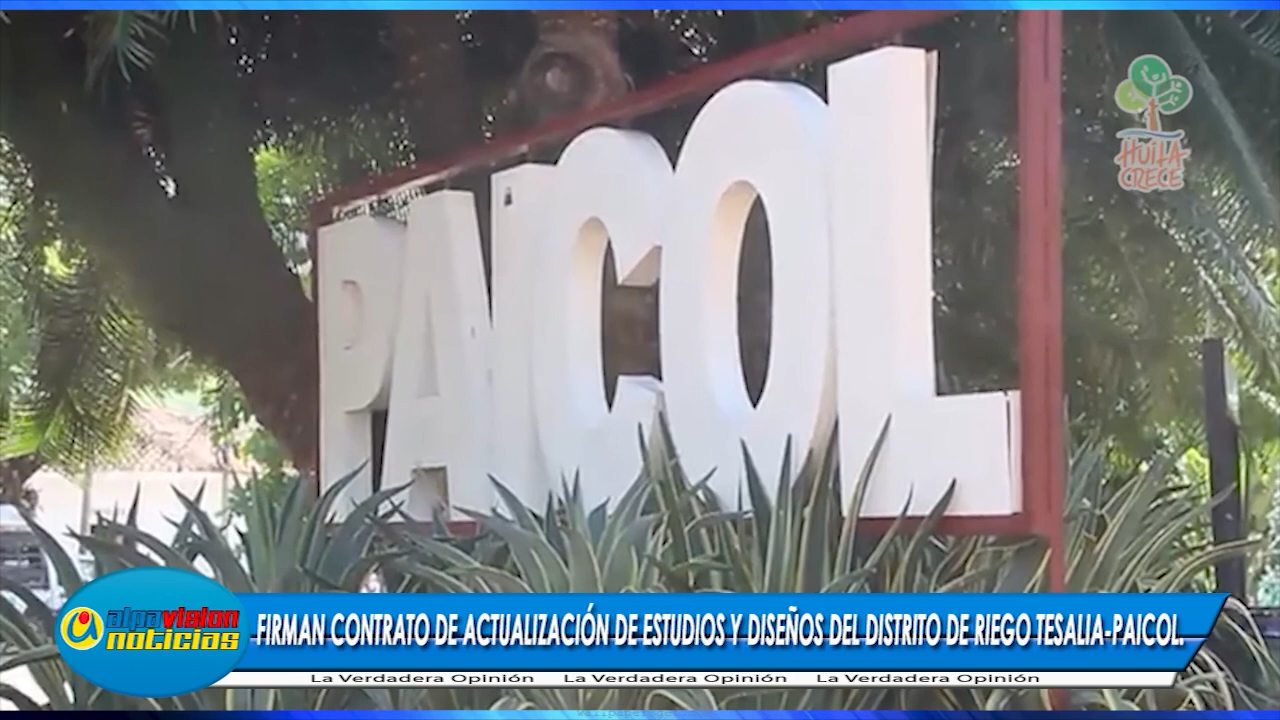 PAICOL
HUILA
CRECE
alpavision
noticias
FIRMAN CONTRATO DE ACTUALIZACIÓN DE ESTUDIOS Y DISEÑOS DEL DISTRITO DE RIEGO TESALIA-PAICOL.
La Verdadera Opinión La Verdadera Opinión La Verdadera Opinión